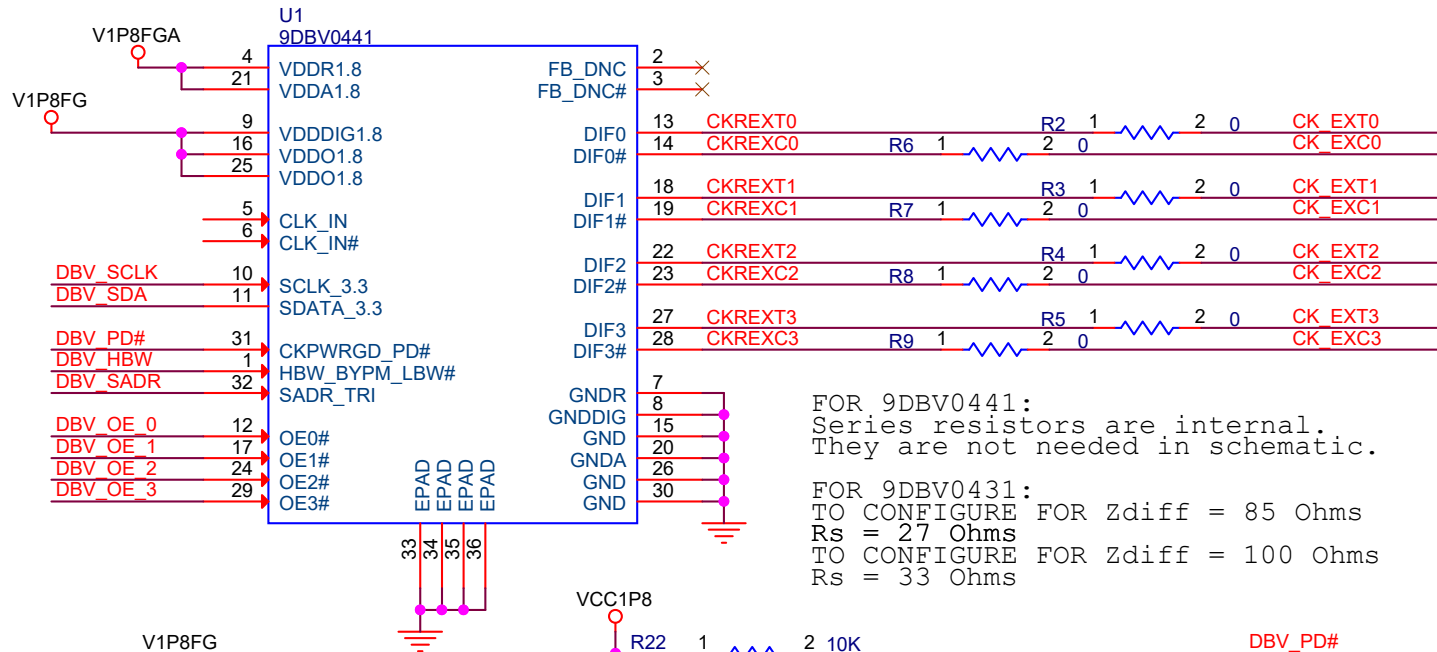 U1
9DBV0441
V1P8FGA
V1P8FG
4 VDDR1.8
21 VDDA1.8
9 VDDDIG1.8
16 VDDO1.8
25 VDDO1.8
5 CLK_IN
6 CLK_IN#
DBV_SCLK 10 SCLK_3.3
DBV_SDA 11 SDATA_3.3
DBV_PD# 31 CKPWRGD_PD#
DBV_HBW 1 HBW_BYPM_LBW#
DBV_SADR 32 SADR_TRI
DBV_OE_0 12 OE0#
DBV_OE_1 17 OE1#
DBV_OE_2 24 OE2#
DBV_OE_3 29 OE3#
EPAD EPAD EPAD EPAD
33 34 35 36
FB_DNC 2
FB_DNC# 3
DIF0 13 CKREXT0 R2 1 2 0 CK_EXT0
DIF0# 14 CKREXC0 R6 1 2 0 CK_EXC0
DIF1 18 CKREXT1 R3 1 2 0 CK_EXT1
DIF1# 19 CKREXC1 R7 1 2 0 CK_EXC1
DIF2 22 CKREXT2 R4 1 2 0 CK_EXT2
DIF2# 23 CKREXC2 R8 1 2 0 CK_EXC2
DIF3 27 CKREXT3 R5 1 2 0 CK_EXT3
DIF3# 28 CKREXC3 R9 1 2 0 CK_EXC3
GNDR 7
GNDDIG 8
GND 15
GNDA 20
GND 26
GND 30
FOR 9DBV0441:
Series resistors are internal.
They are not needed in schematic.
FOR 9DBV0431:
TO CONFIGURE FOR Zdiff = 85 Ohms
Rs = 27 Ohms
TO CONFIGURE FOR Zdiff = 100 Ohms
Rs = 33 Ohms
VCC1P8
V1P8FG
R22 1 2 10K
DBV_PD#